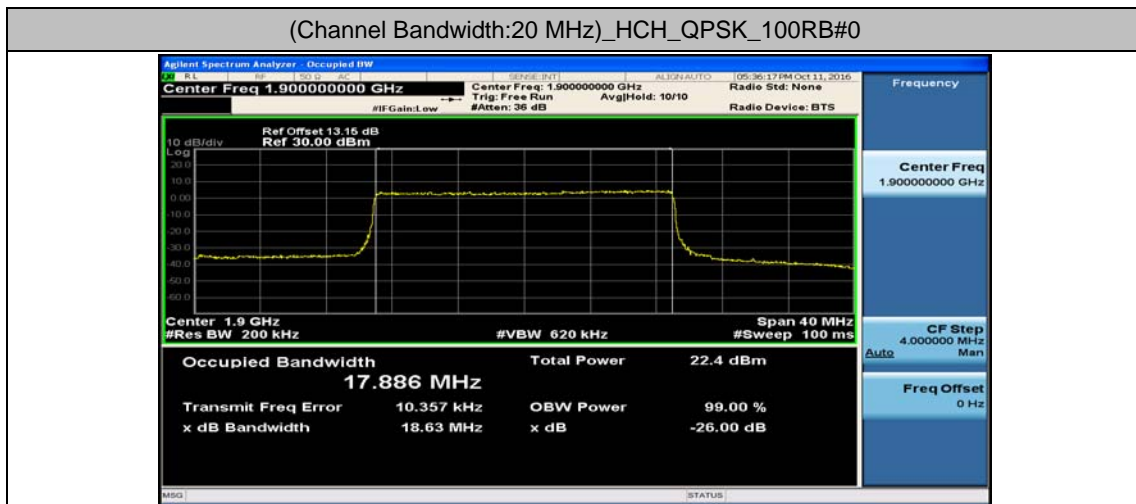 (Channel Bandwidth:20 MHz)_HCH_QPSK_100RB#0
Agilent Spectrum Analyzer - Occupied BW
RL RF 50 Ω AC SENSE:INT ALIGN AUTO 05:36:17 PM Oct 11, 2016
Center Freq 1.900000000 GHz Center Freq: 1.900000000 GHz Radio Std: None
Trig: Free Run Avg|Hold: 10/10
#IFGain:Low #Atten: 36 dB Radio Device: BTS
Ref Offset 13.15 dB
10 dB/div Ref 30.00 dBm
Log
20.0
10.0
0.00
-10.0
-20.0
-30.0
-40.0
-50.0
-60.0
Center 1.9 GHz Span 40 MHz
#Res BW 200 kHz #VBW 620 kHz #Sweep 100 ms
Occupied Bandwidth Total Power 22.4 dBm
17.886 MHz
Transmit Freq Error 10.357 kHz OBW Power 99.00 %
x dB Bandwidth 18.63 MHz x dB -26.00 dB
MSG STATUS
Frequency
Center Freq
1.900000000 GHz
CF Step
4.000000 MHz
Auto Man
Freq Offset
0 Hz